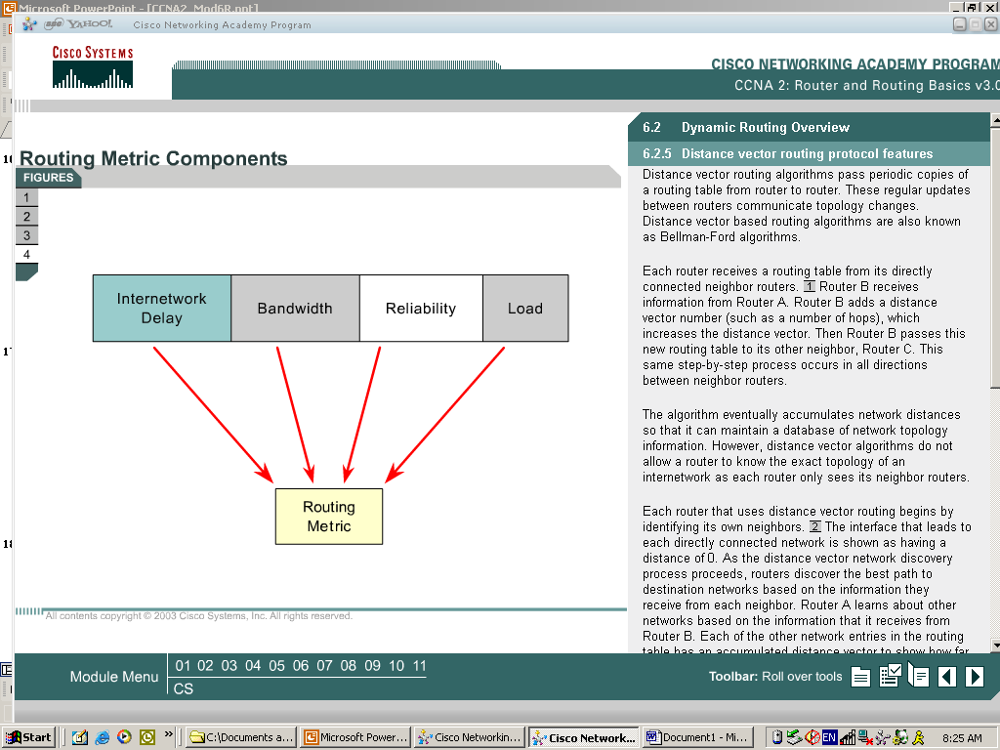 Microsoft PowerPoint - [CCNA2_Mod6R.ppt]
YAHOO! Cisco Networking Academy Program
CISCO SYSTEMS
CISCO NETWORKING ACADEMY PROGRAM
CCNA 2: Router and Routing Basics v3.0
6.2 Dynamic Routing Overview
6.2.5 Distance vector routing protocol features
Routing Metric Components
FIGURES
1
2
3
4
Internetwork
Delay
Bandwidth
Reliability
Load
Routing
Metric
Distance vector routing algorithms pass periodic copies of
a routing table from router to router. These regular updates
between routers communicate topology changes.
Distance vector based routing algorithms are also known
as Bellman-Ford algorithms.
Each router receives a routing table from its directly
connected neighbor routers. 1 Router B receives
information from Router A. Router B adds a distance
vector number (such as a number of hops), which
increases the distance vector. Then Router B passes this
new routing table to its other neighbor, Router C. This
same step-by-step process occurs in all directions
between neighbor routers.
The algorithm eventually accumulates network distances
so that it can maintain a database of network topology
information. However, distance vector algorithms do not
allow a router to know the exact topology of an
internetwork as each router only sees its neighbor routers.
Each router that uses distance vector routing begins by
identifying its own neighbors. 2 The interface that leads to
each directly connected network is shown as having a
distance of 0. As the distance vector network discovery
process proceeds, routers discover the best path to
destination networks based on the information they
receive from each neighbor. Router A learns about other
networks based on the information that it receives from
Router B. Each of the other network entries in the routing
table has an accumulated distance vector to show how far
All contents copyright © 2003 Cisco Systems, Inc. All rights reserved.
Module Menu
01 02 03 04 05 06 07 08 09 10 11
CS
Toolbar: Roll over tools
Start
C:\Documents a...
Microsoft Power...
Cisco Networkin...
Cisco Network...
Document1 - Mi...
EN
8:25 AM